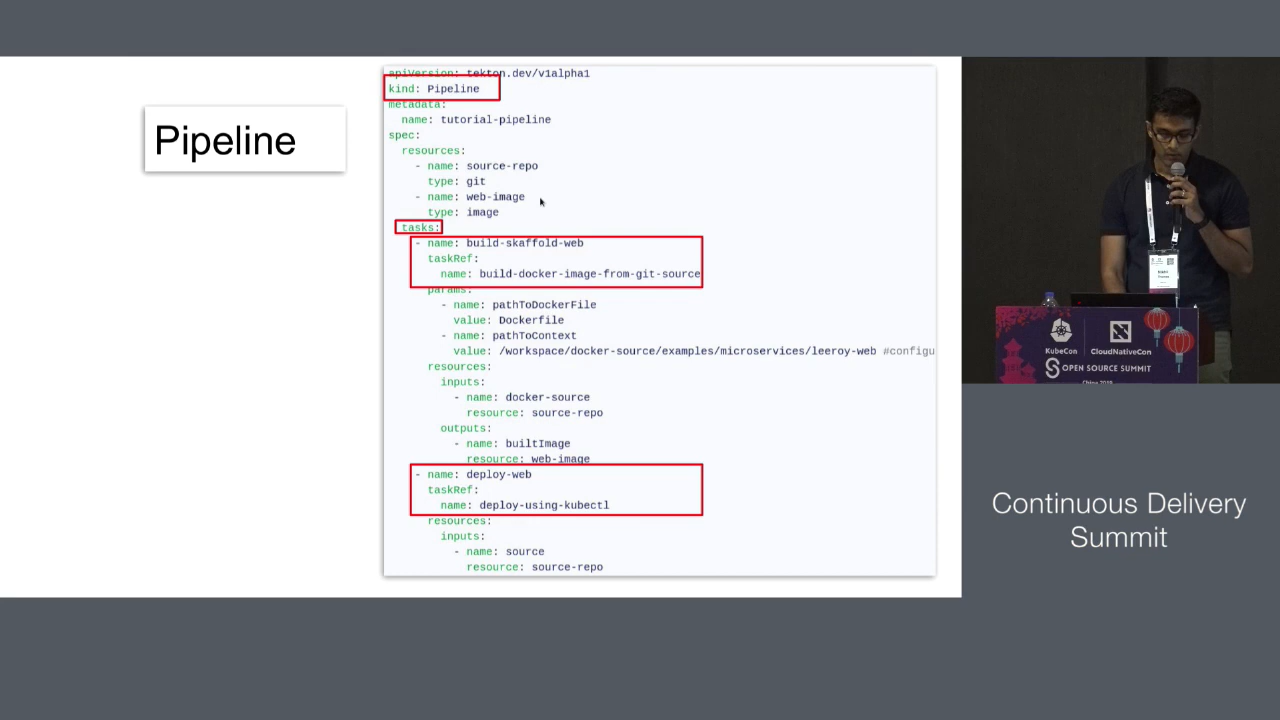 Pipeline
apiVersion: tekton.dev/v1alpha1
kind: Pipeline
metadata:
  name: tutorial-pipeline
spec:
  resources:
    - name: source-repo
      type: git
    - name: web-image
      type: image
  tasks:
    - name: build-skaffold-web
      taskRef:
        name: build-docker-image-from-git-source
      params:
        - name: pathToDockerFile
          value: Dockerfile
        - name: pathToContext
          value: /workspace/docker-source/examples/microservices/leeroy-web #configu
      resources:
        inputs:
          - name: docker-source
            resource: source-repo
        outputs:
          - name: builtImage
            resource: web-image
    - name: deploy-web
      taskRef:
        name: deploy-using-kubectl
      resources:
        inputs:
          - name: source
            resource: source-repo
KubeCon
CloudNativeCon
OPEN SOURCE SUMMIT
China 2019
Continuous Delivery
Summit